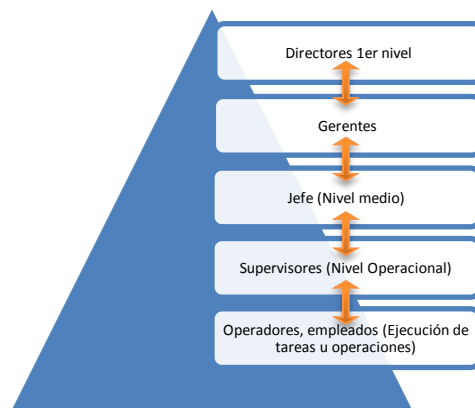 Directores 1er nivel
Gerentes
Jefe (Nivel medio)
Supervisores (Nivel Operacional)
Operadores, empleados (Ejecución de
tareas u operaciones)